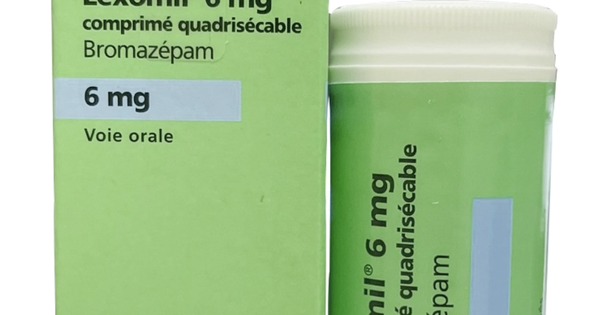 Lexomil® 6 mg
comprimé quadrisécable
Bromazépam
6 mg
Voie orale
mil® 6 mg
é quadrisécable
épam